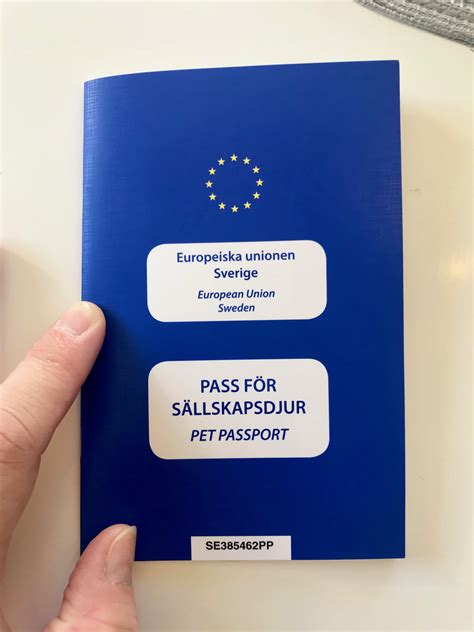 Europeiska unionen
Sverige
European Union
Sweden
PASS FÖR
SÄLLSKAPSDJUR
PET PASSPORT
SE385462PP